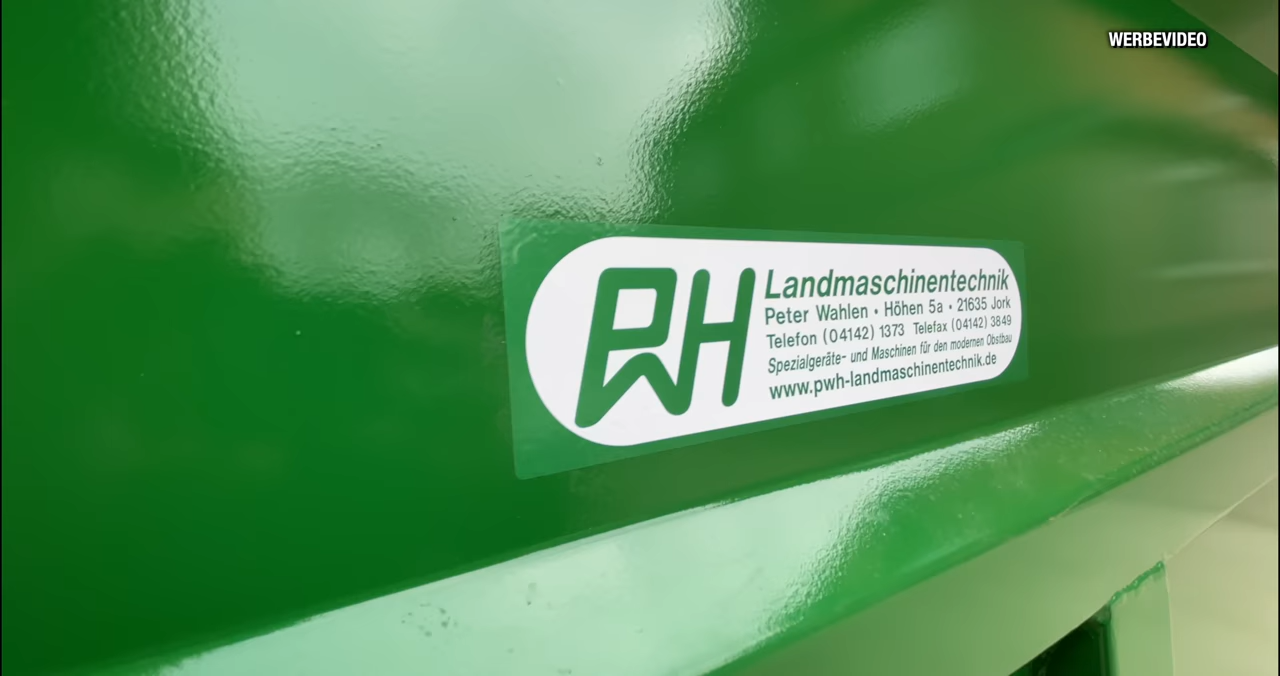 WERBEVIDEO
PWH
Landmaschinentechnik
Peter Wahlen • Höhen 5a • 21635 Jork
Telefon (04142) 1373 Telefax (04142) 3849
Spezialgeräte- und Maschinen für den modernen Obstbau
www.pwh-landmaschinentechnik.de